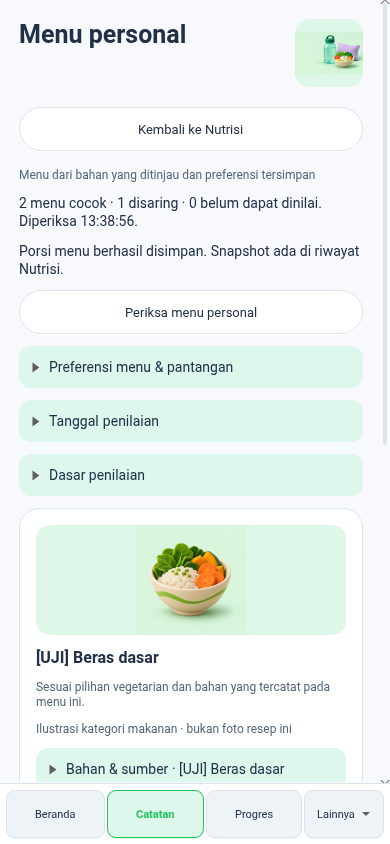 Menu personal
Kembali ke Nutrisi
Menu dari bahan yang ditinjau dan preferensi tersimpan
2 menu cocok · 1 disaring · 0 belum dapat dinilai.
Diperiksa 13:38:56.
Porsi menu berhasil disimpan. Snapshot ada di riwayat
Nutrisi.
Periksa menu personal
Preferensi menu & pantangan
Tanggal penilaian
Dasar penilaian
[UJI] Beras dasar
Sesuai pilihan vegetarian dan bahan yang tercatat pada
menu ini.
Ilustrasi kategori makanan · bukan foto resep ini
Bahan & sumber · [UJI] Beras dasar
Beranda
Catatan
Progres
Lainnya